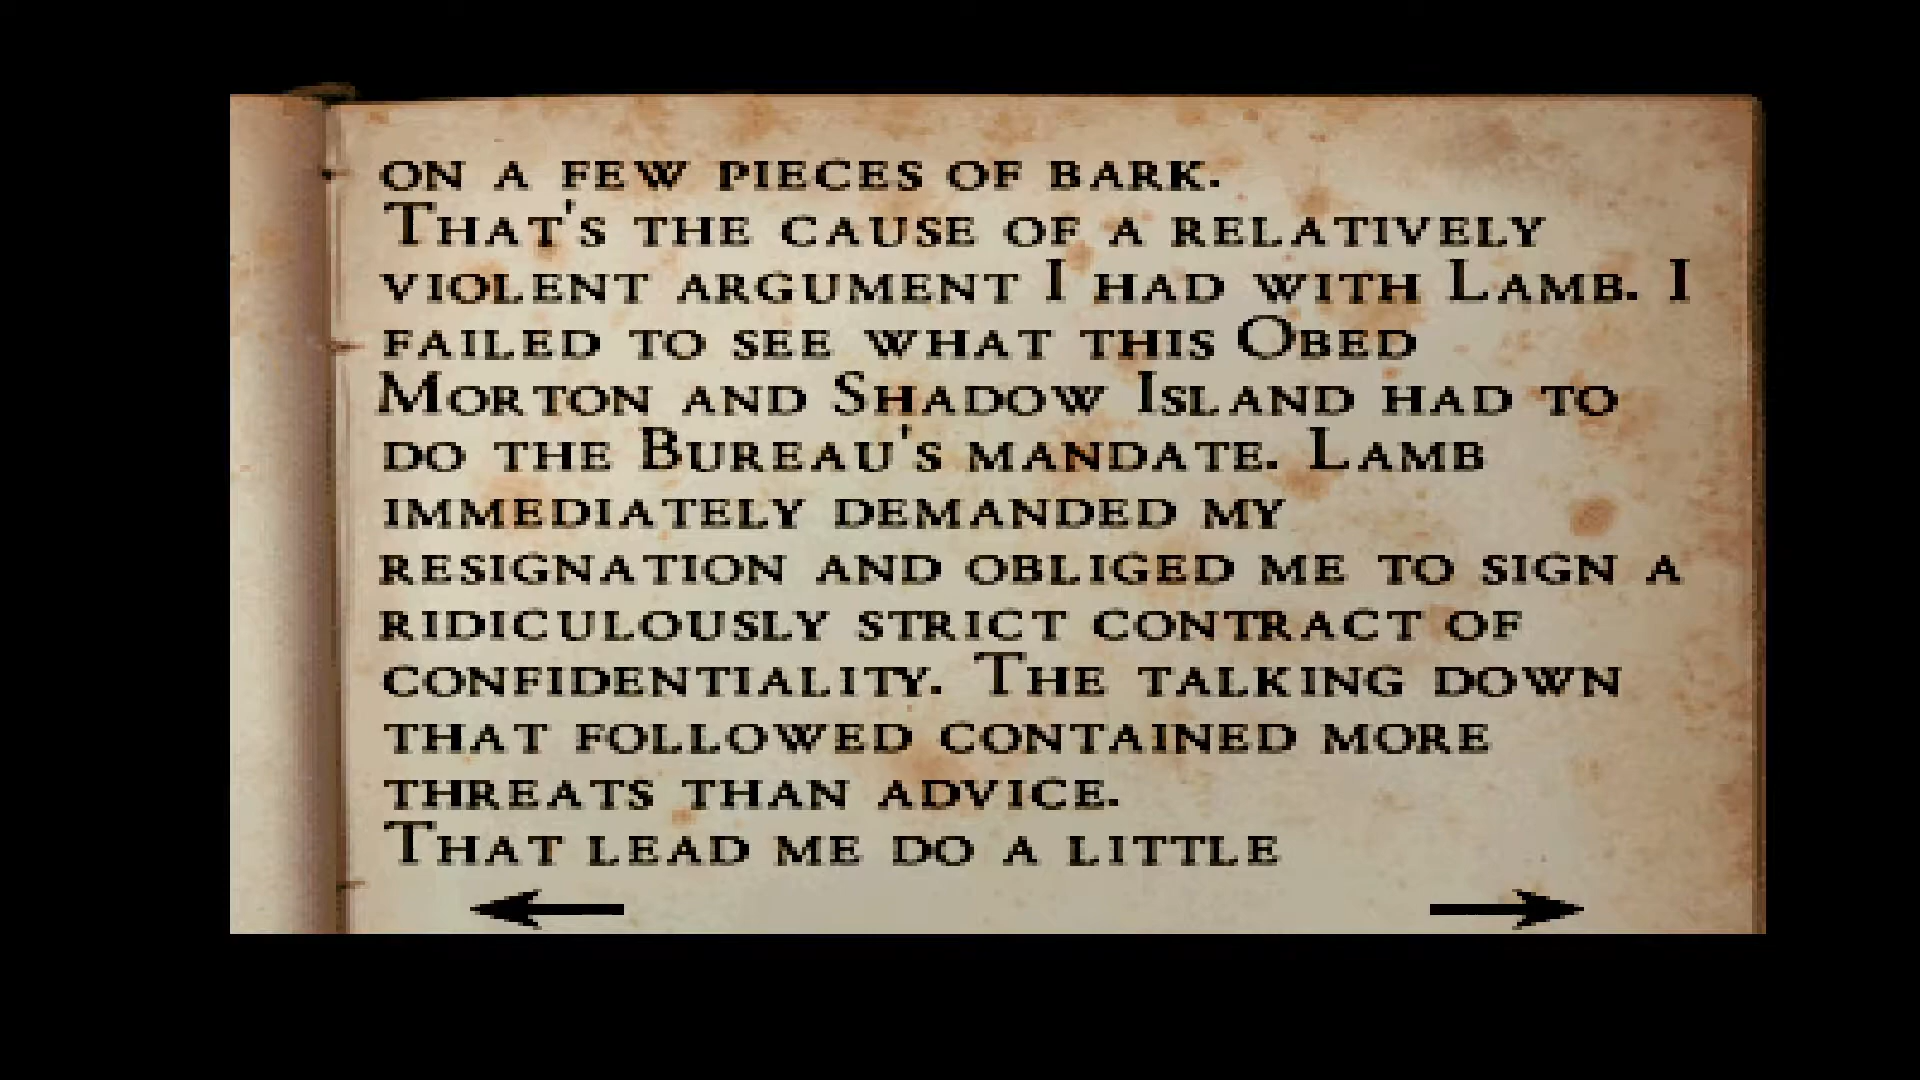 ON A FEW PIECES OF BARK.
THAT'S THE CAUSE OF A RELATIVELY
VIOLENT ARGUMENT I HAD WITH LAMB. I
FAILED TO SEE WHAT THIS OBED
MORTON AND SHADOW ISLAND HAD TO
DO THE BUREAU'S MANDATE. LAMB
IMMEDIATELY DEMANDED MY
RESIGNATION AND OBLIGED ME TO SIGN A
RIDICULOUSLY STRICT CONTRACT OF
CONFIDENTIALITY. THE TALKING DOWN
THAT FOLLOWED CONTAINED MORE
THREATS THAN ADVICE.
THAT LEAD ME DO A LITTLE